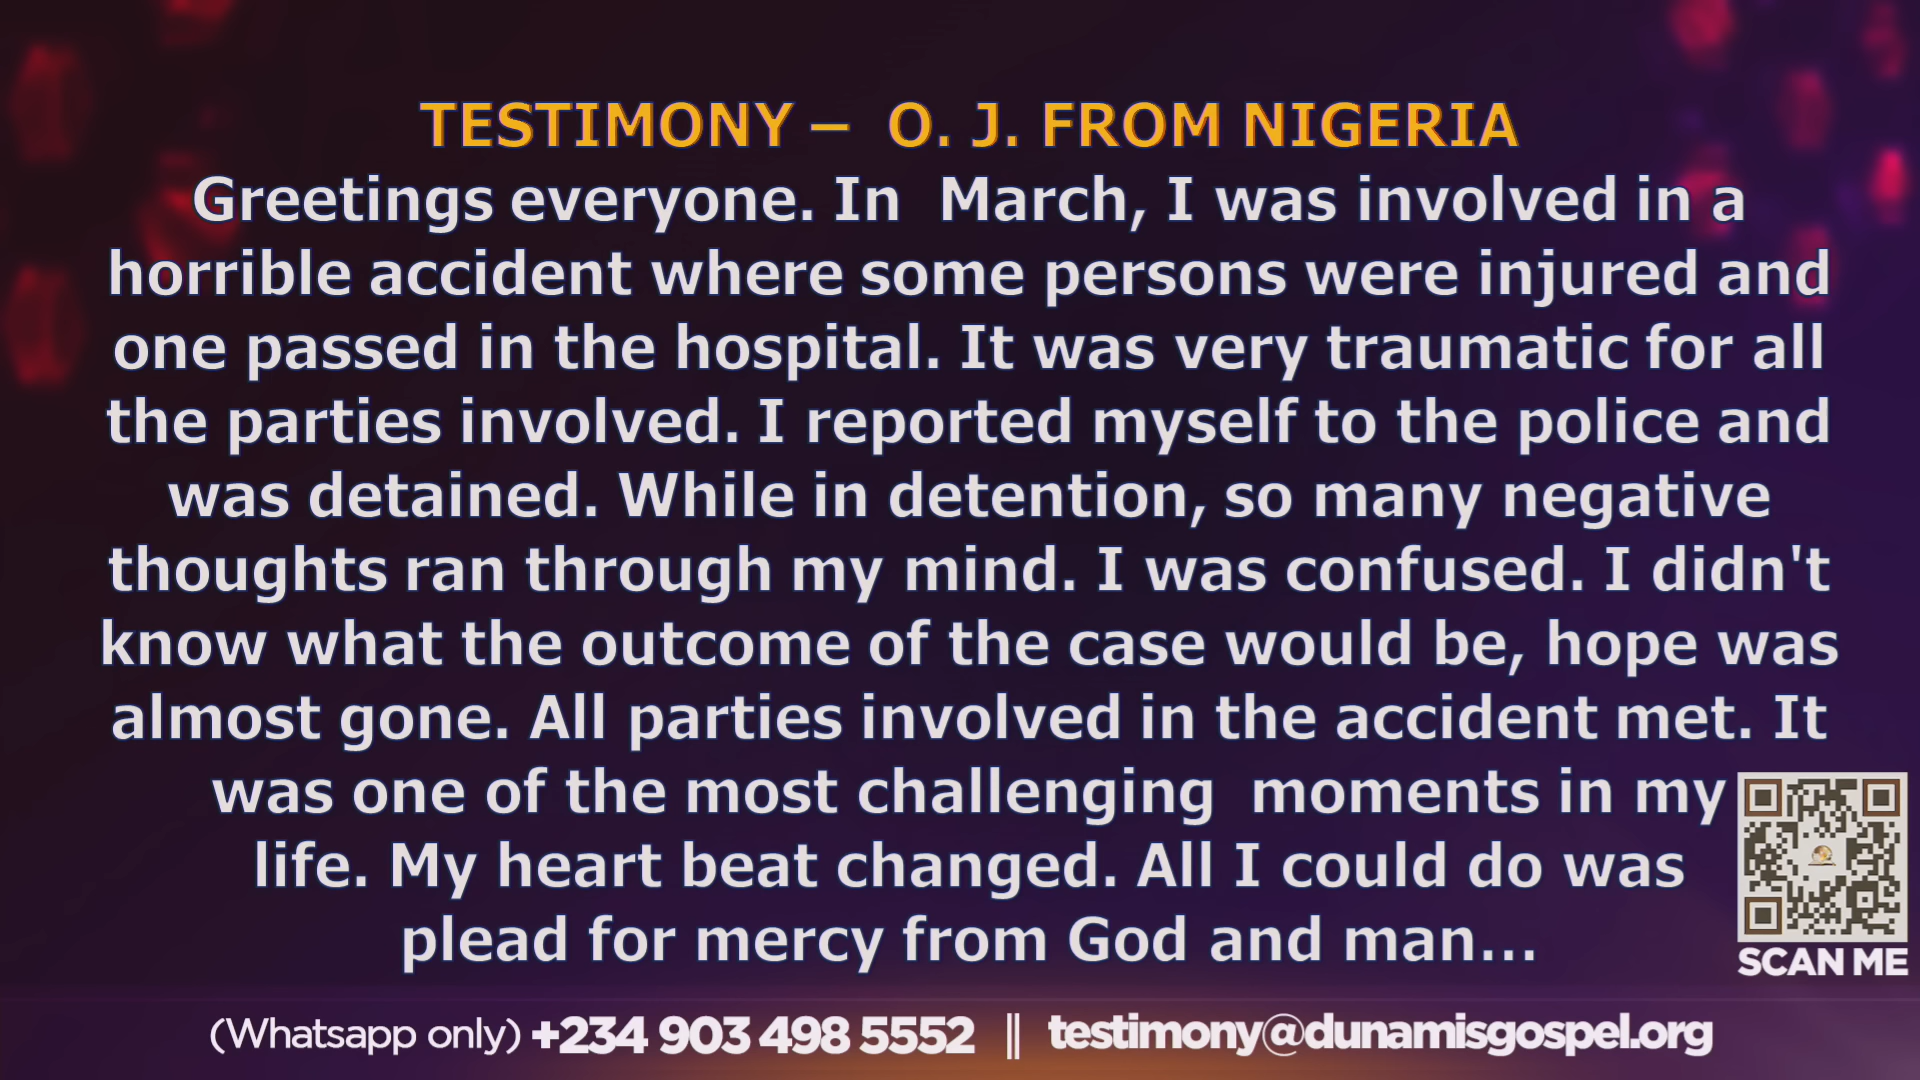 TESTIMONY – O. J. FROM NIGERIA
Greetings everyone. In March, I was involved in a
horrible accident where some persons were injured and
one passed in the hospital. It was very traumatic for all
the parties involved. I reported myself to the police and
was detained. While in detention, so many negative
thoughts ran through my mind. I was confused. I didn't
know what the outcome of the case would be, hope was
almost gone. All parties involved in the accident met. It
was one of the most challenging moments in my
life. My heart beat changed. All I could do was
plead for mercy from God and man...
SCAN ME
(Whatsapp only) +234 903 498 5552 || testimony@dunamisgospel.org